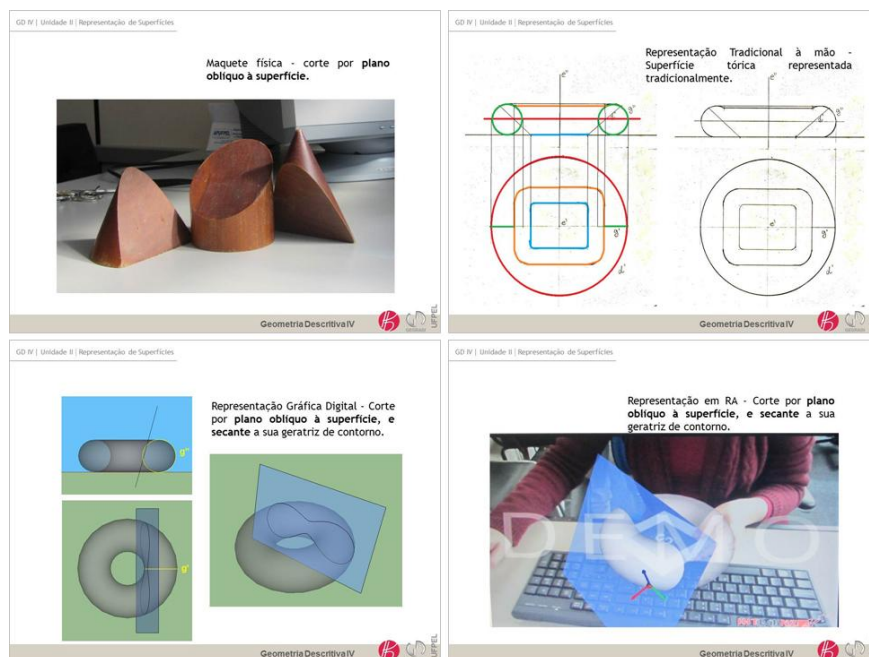 GD IV | Unidade II | Representação de Superfícies
Maquete física - corte por plano
oblíquo à superfície.
Geometria Descritiva IV
GD IV | Unidade II | Representação de Superfícies
Representação Tradicional à mão -
Superfície tórica representada
tradicionalmente.
Geometria Descritiva IV
UFPEL
GD IV | Unidade II | Representação de Superfícies
Representação Gráfica Digital - Corte
por plano oblíquo à superfície, e
secante a sua geratriz de contorno.
g"
g'
Geometria Descritiva IV
GD IV | Unidade II | Representação de Superfícies
Representação em RA - Corte por plano
oblíquo à superfície, e secante a sua
geratriz de contorno.
DEMO
Geometria Descritiva IV
UFPEL